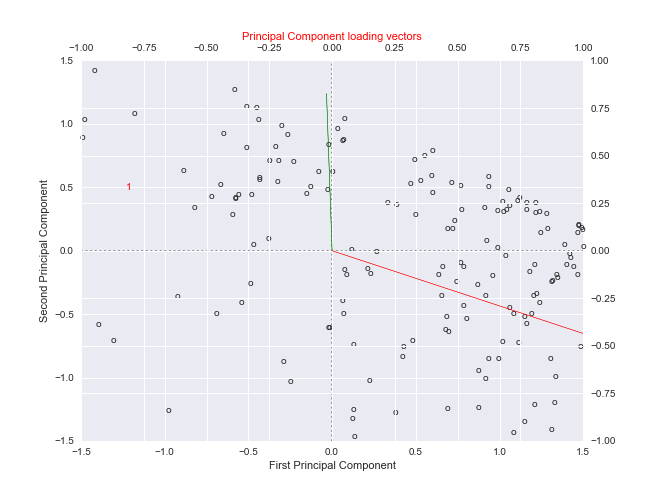 Principal Component loading vectors
−1.00 −0.75 −0.50 −0.25 0.00 0.25 0.50 0.75 1.00
1.5 1.00
0.75
1.0
0.50
1
0.5
0.25
0.0 0.00
−0.25
−0.5
−0.50
−1.0
−0.75
−1.5 −1.00
Second Principal Component
−1.5 −1.0 −0.5 0.0 0.5 1.0 1.5
First Principal Component